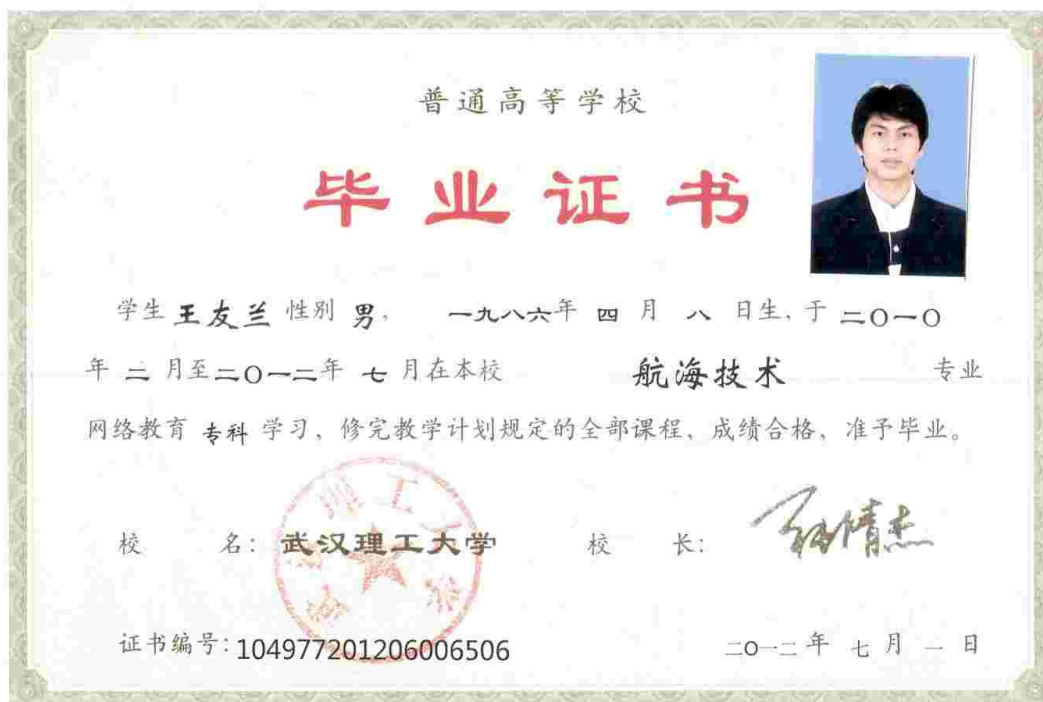 普通高等学校
毕业证书
学生 王友兰 性别 男, 一九八六年 四 月 八 日生, 于 二〇一〇
年 二 月至二〇一二年 七 月在本校 航海技术 专业
网络教育 专科 学习, 修完教学计划规定的全部课程, 成绩合格, 准予毕业。
校 名: 武汉理工大学 校 长:
证书编号: 104977201206006506 二〇一二 年 七 月 一 日